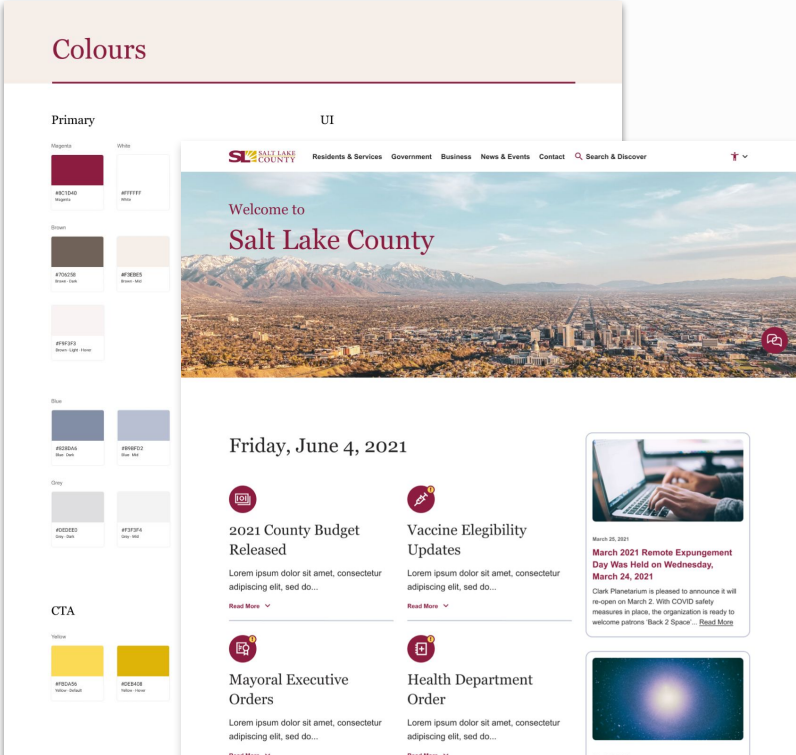 Colours
Primary
UI
Magenta
White
#8C1D40
Magenta
#FFFFFF
White
Brown
#706258
Brown - Dark
#F3EBE5
Brown - Mid
#F9F3F3
Brown - Light - Hover
Blue
#828DA6
Blue - Dark
#B9BFD2
Blue - Mid
Grey
#DEDEE0
Grey - Dark
#F3F3F4
Grey - Mid
CTA
Yellow
Yellow - Default
Yellow - Hover
SL SALT LAKE
COUNTY
Residents & Services Government Business News & Events Contact Search & Discover
Welcome to
Salt Lake County
Friday, June 4, 2021
2021 County Budget
Released
Lorem ipsum dolor sit amet, consectetur
adipiscing elit, sed do...
Read More
Vaccine Elegibility
Updates
Lorem ipsum dolor sit amet, consectetur
adipiscing elit, sed do...
Read More
Mayoral Executive
Orders
Lorem ipsum dolor sit amet, consectetur
adipiscing elit, sed do...
Health Department
Order
Lorem ipsum dolor sit amet, consectetur
adipiscing elit, sed do...
March 25, 2021
March 2021 Remote Expungement
Day Was Held on Wednesday,
March 24, 2021
Clark Planetarium is pleased to announce it will
re-open on March 2. With COVID safety
measures in place, the organization is ready to
welcome patrons 'Back 2 Space'... Read More